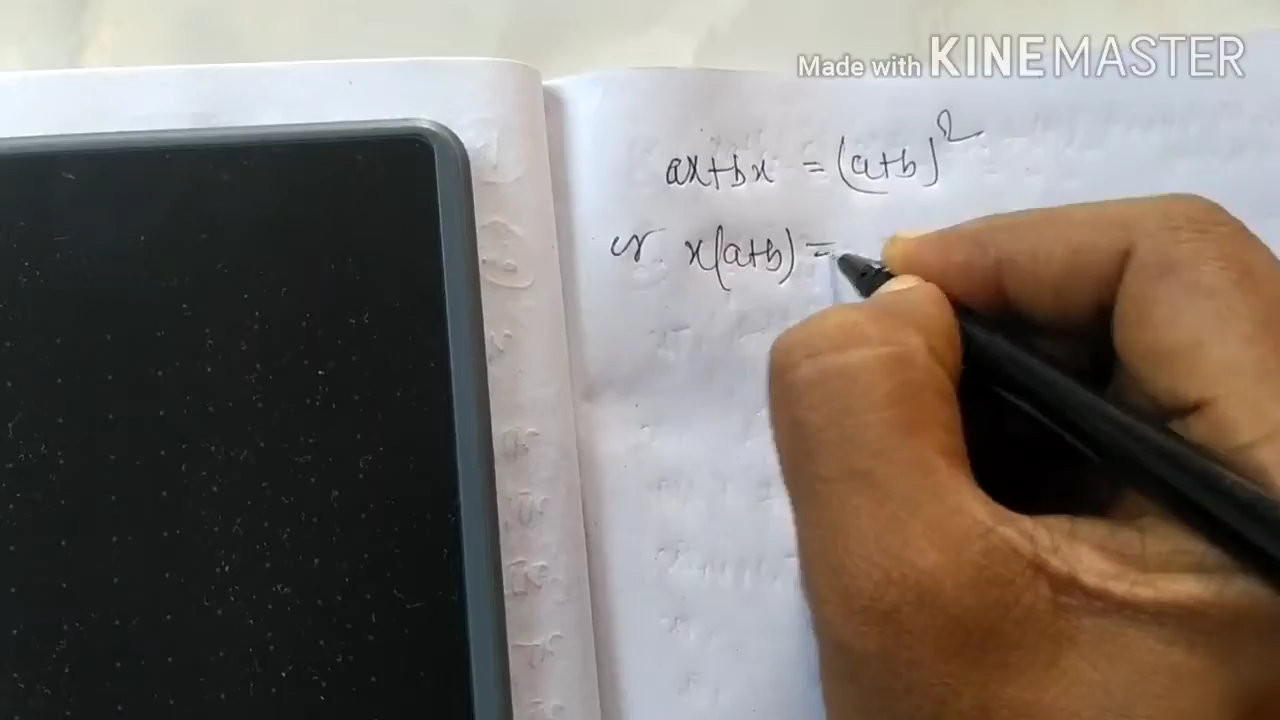 Made with KINEMASTER
ax+bx = (a+b)²
or x(a+b) =